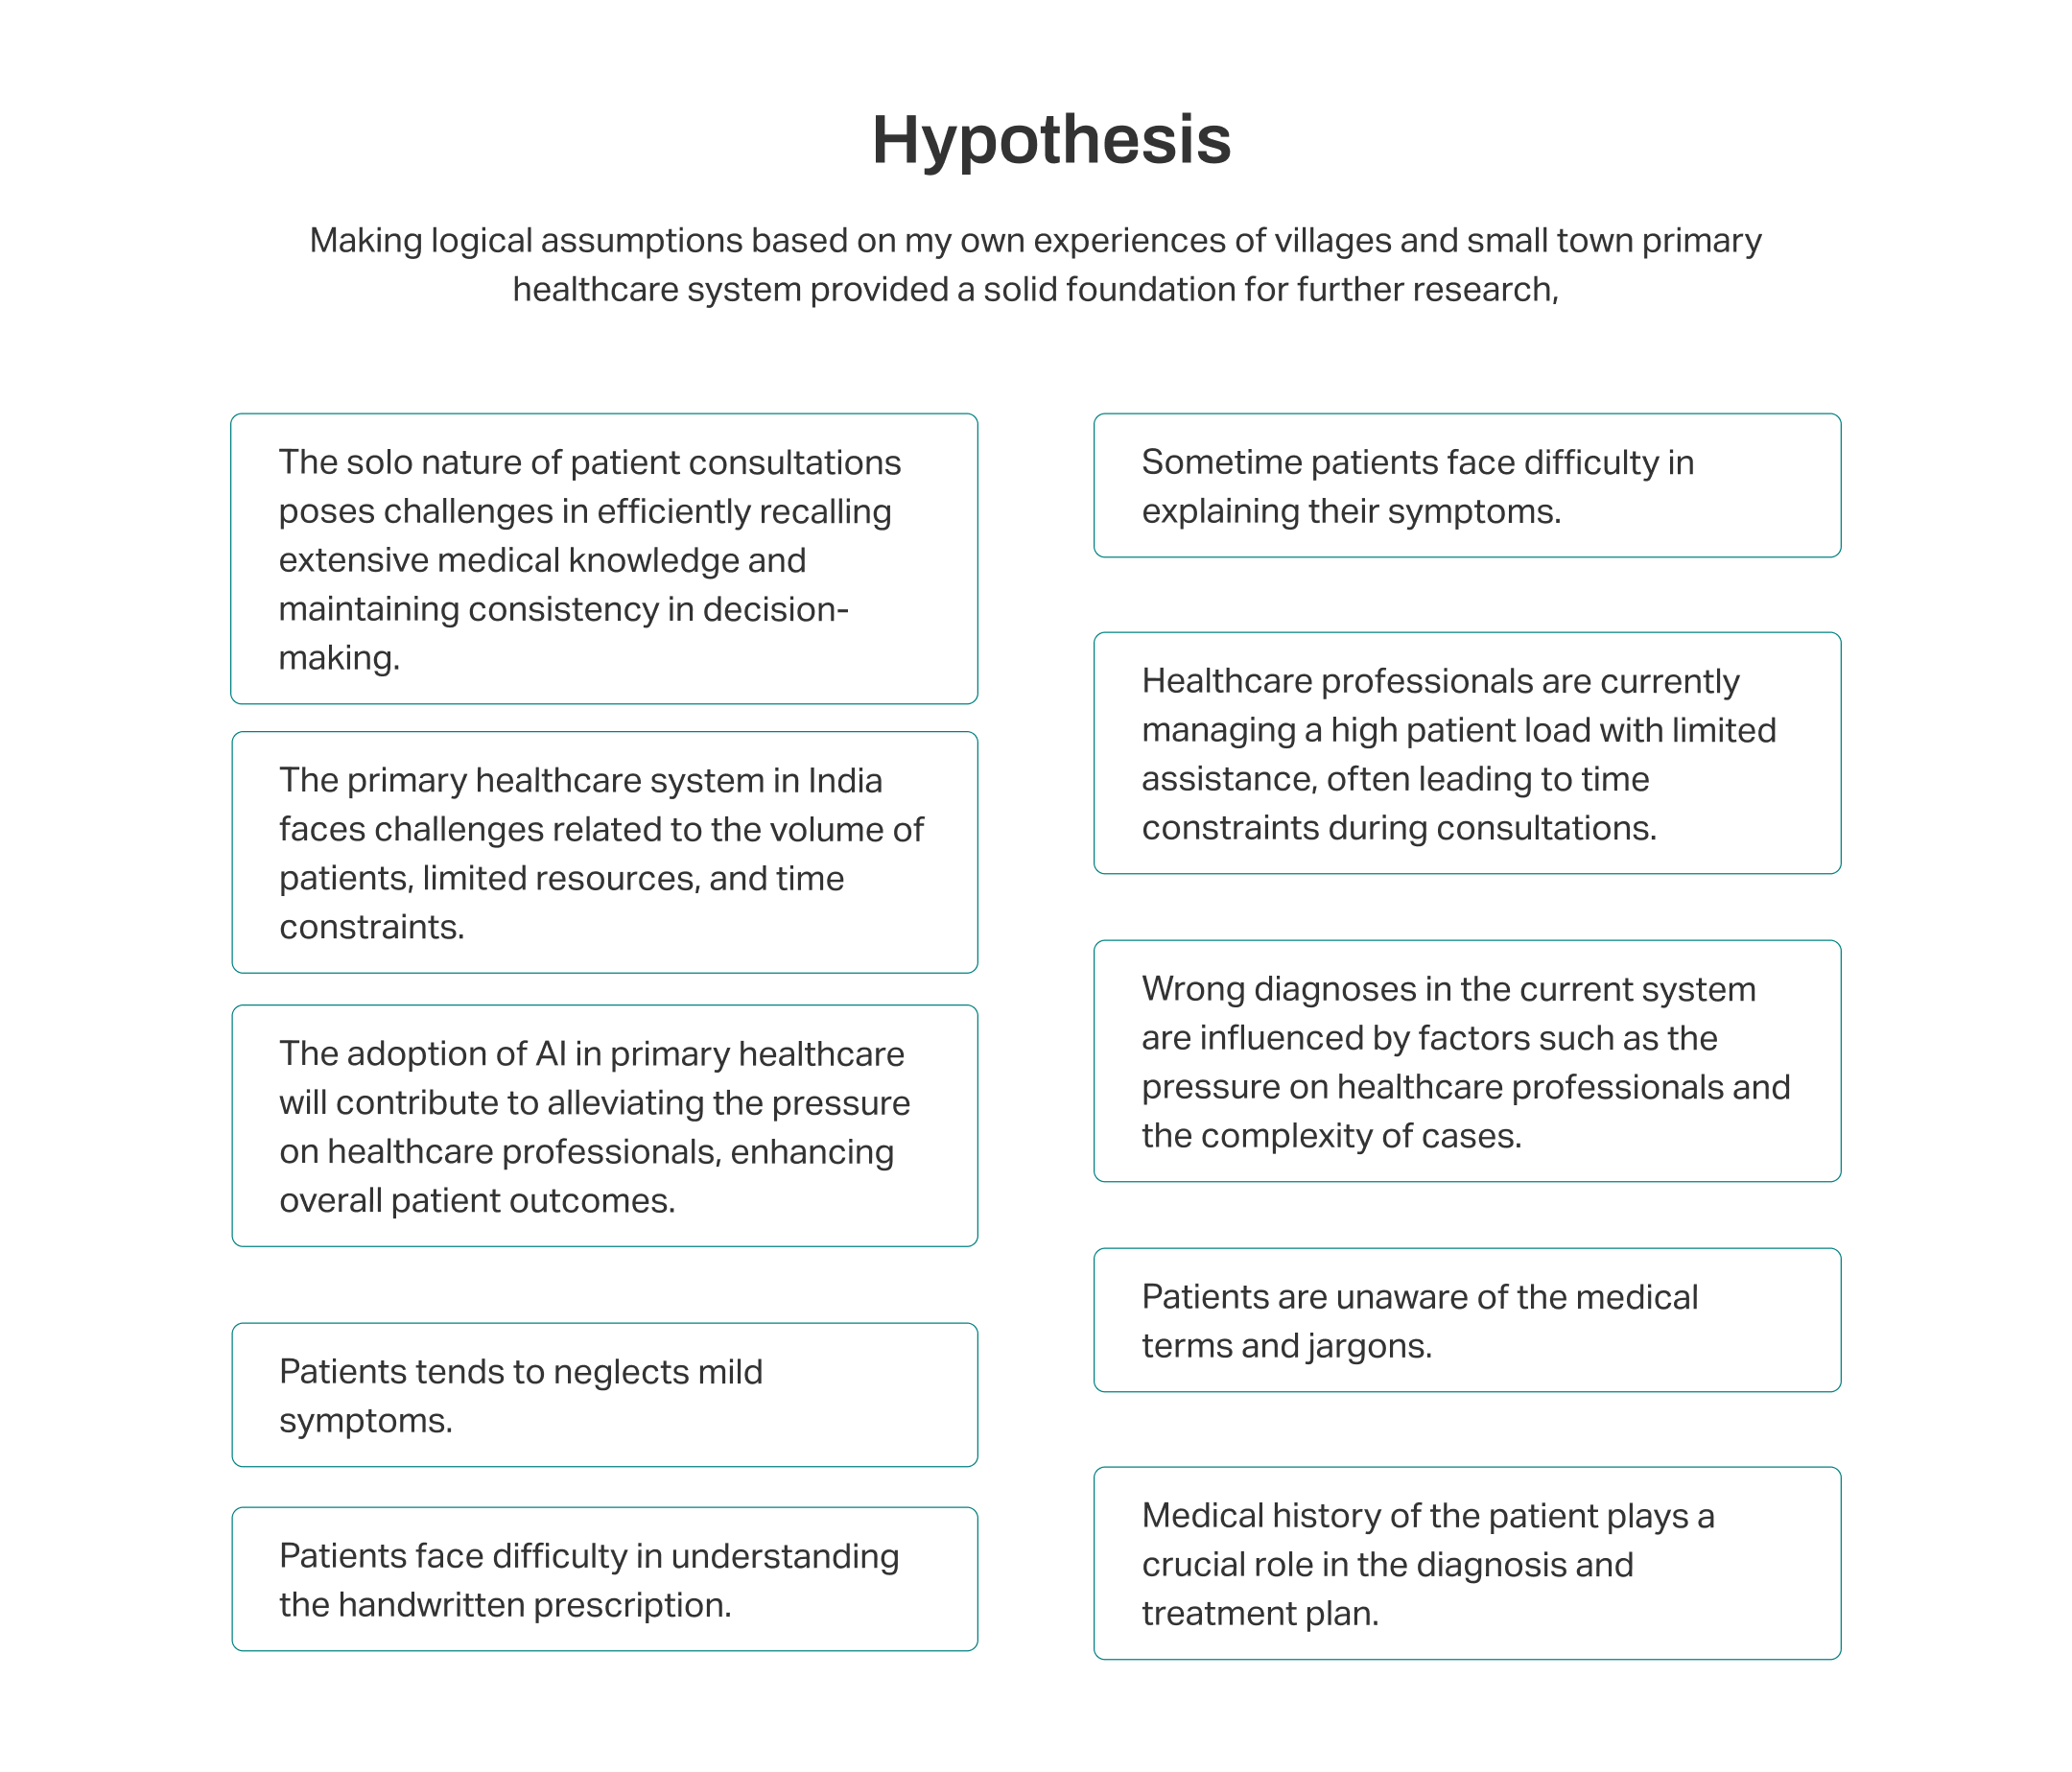 Hypothesis
Making logical assumptions based on my own experiences of villages and small town primary
healthcare system provided a solid foundation for further research,
The solo nature of patient consultations
poses challenges in efficiently recalling
extensive medical knowledge and
maintaining consistency in decision-
making.
The primary healthcare system in India
faces challenges related to the volume of
patients, limited resources, and time
constraints.
The adoption of AI in primary healthcare
will contribute to alleviating the pressure
on healthcare professionals, enhancing
overall patient outcomes.
Patients tends to neglects mild
symptoms.
Patients face difficulty in understanding
the handwritten prescription.
Sometime patients face difficulty in
explaining their symptoms.
Healthcare professionals are currently
managing a high patient load with limited
assistance, often leading to time
constraints during consultations.
Wrong diagnoses in the current system
are influenced by factors such as the
pressure on healthcare professionals and
the complexity of cases.
Patients are unaware of the medical
terms and jargons.
Medical history of the patient plays a
crucial role in the diagnosis and
treatment plan.